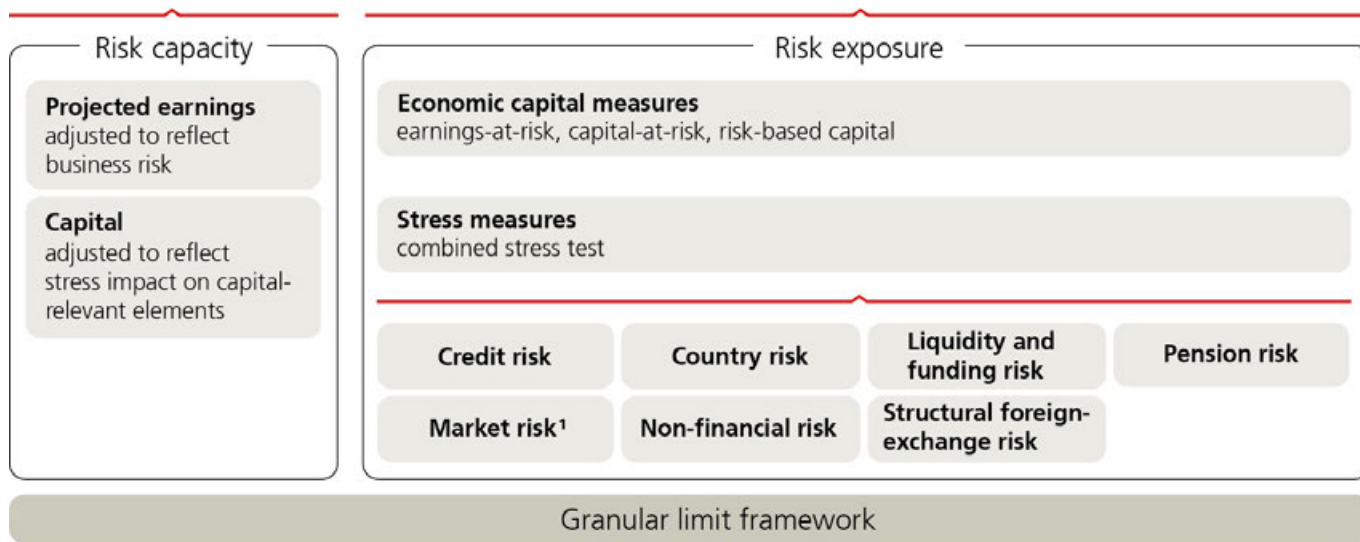 Risk capacity
Projected earnings
adjusted to reflect
business risk
Capital
adjusted to reflect
stress impact on capital-
relevant elements
Risk exposure
Economic capital measures
earnings-at-risk, capital-at-risk, risk-based capital
Stress measures
combined stress test
Credit risk
Country risk
Liquidity and
funding risk
Pension risk
Market risk¹
Non-financial risk
Structural foreign-
exchange risk
Granular limit framework